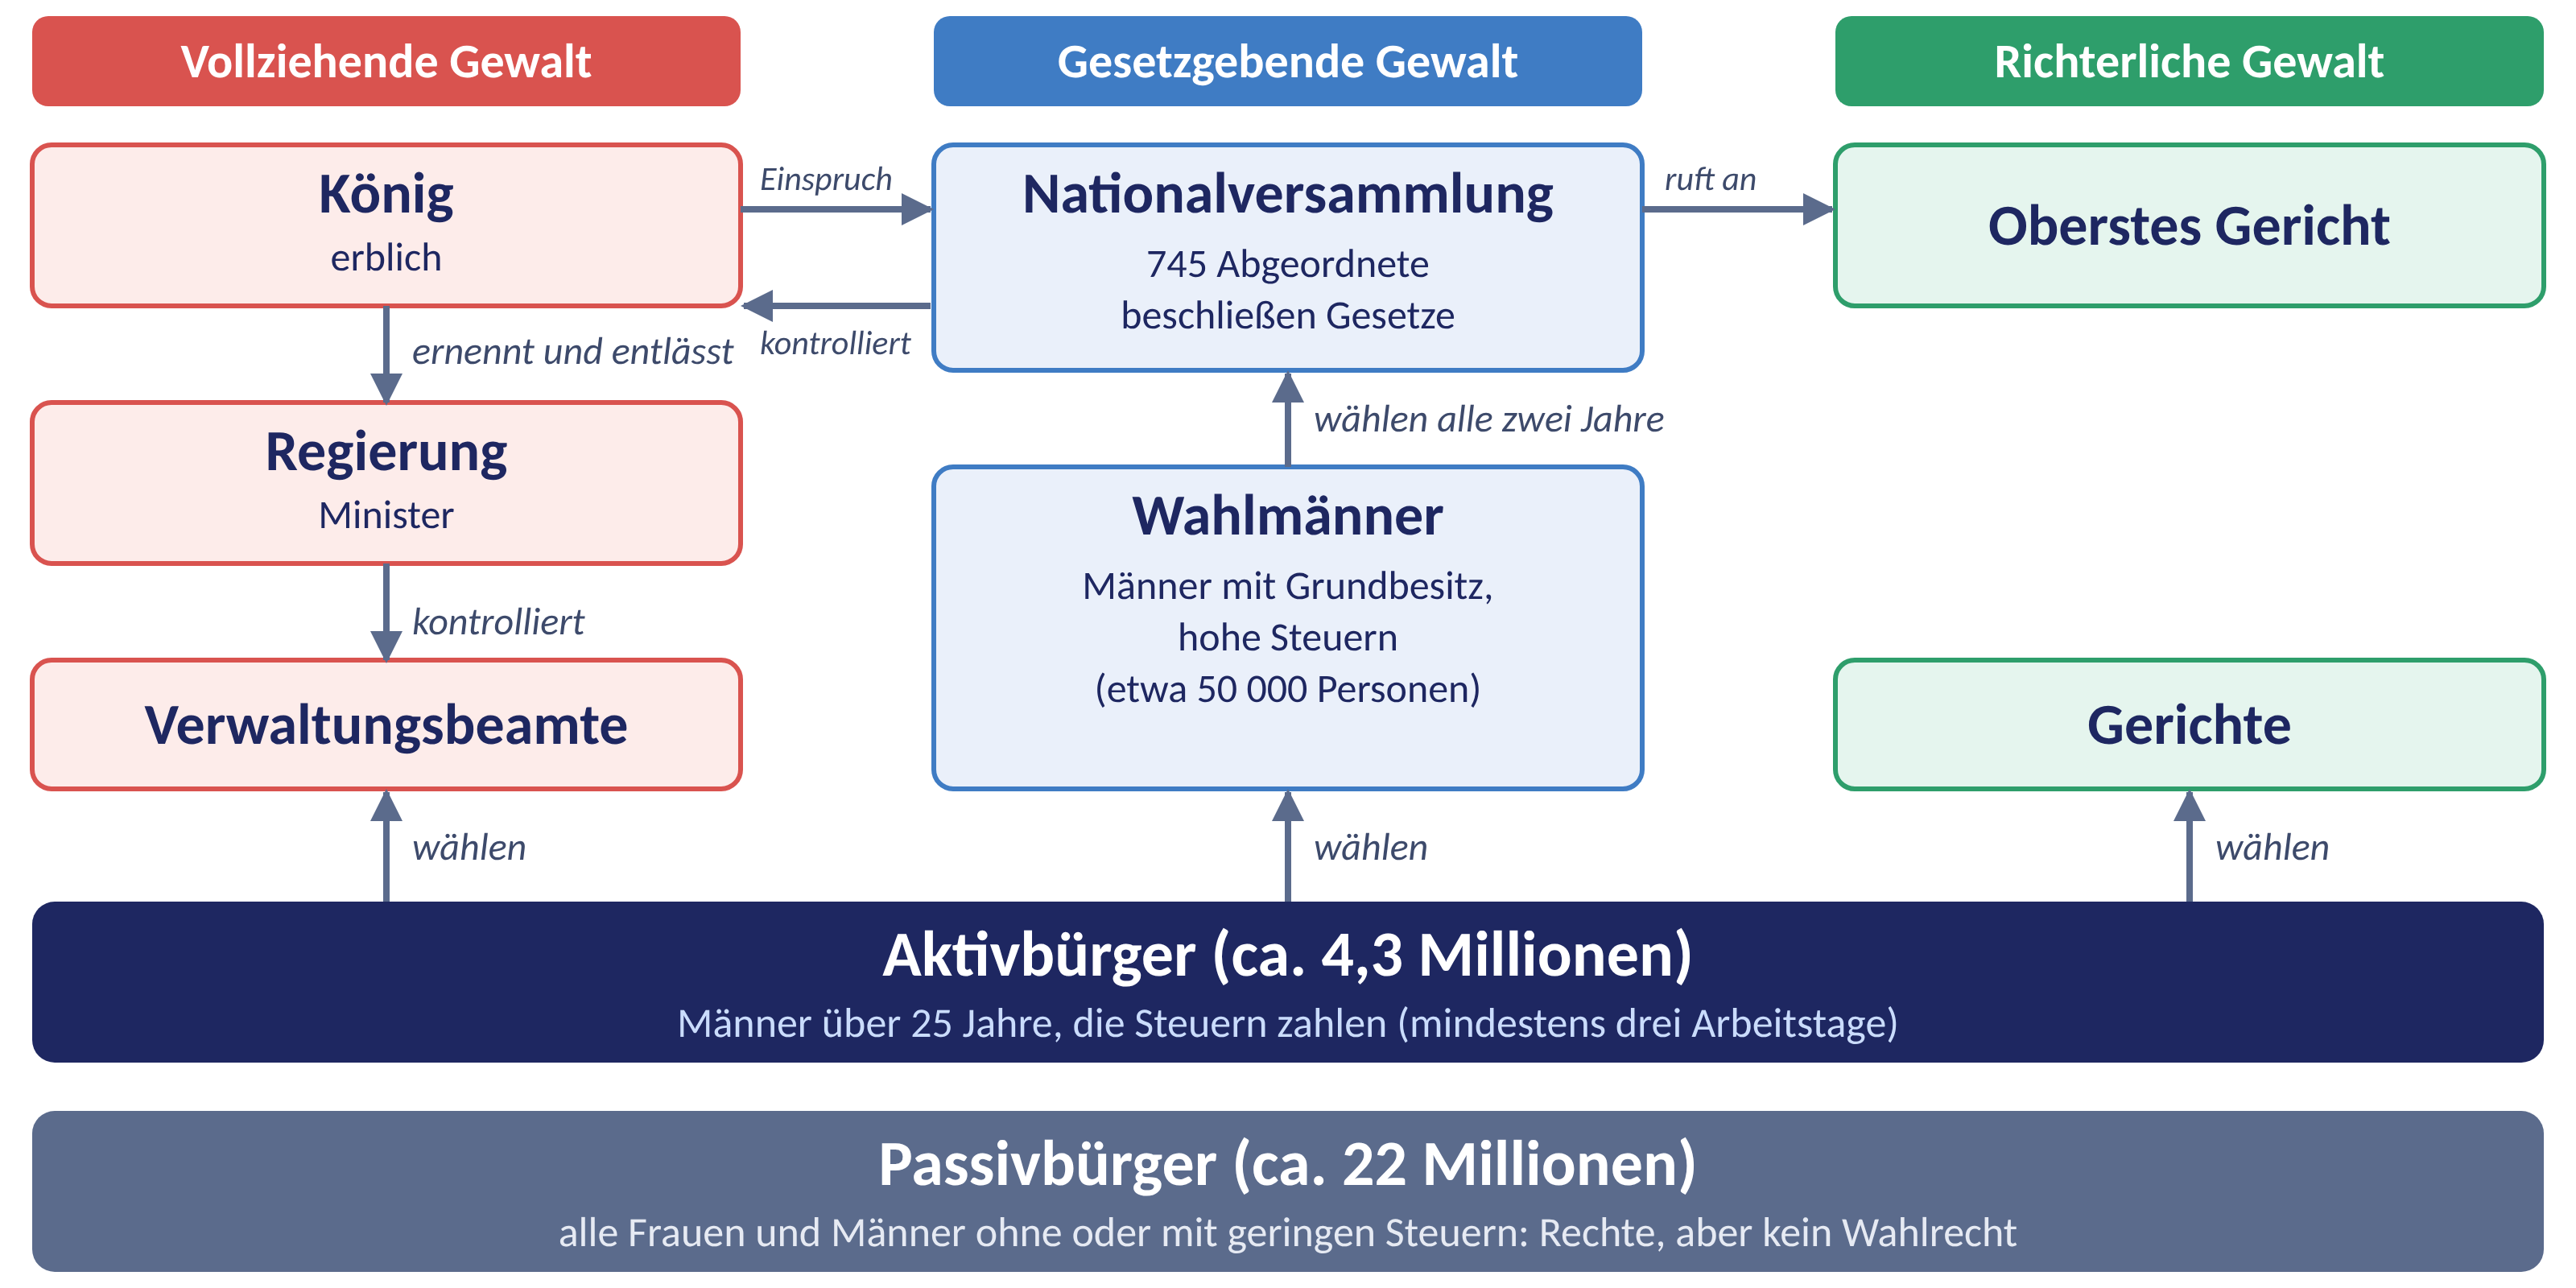 Vollziehende Gewalt
Gesetzgebende Gewalt
Richterliche Gewalt
König
erblich
Einspruch
Nationalversammlung
745 Abgeordnete
beschließen Gesetze
ruft an
Oberstes Gericht
kontrolliert
ernennt und entlässt
Regierung
Minister
wählen alle zwei Jahre
Wahlmänner
Männer mit Grundbesitz,
hohe Steuern
(etwa 50 000 Personen)
kontrolliert
Verwaltungsbeamte
Gerichte
wählen
wählen
wählen
Aktivbürger (ca. 4,3 Millionen)
Männer über 25 Jahre, die Steuern zahlen (mindestens drei Arbeitstage)
Passivbürger (ca. 22 Millionen)
alle Frauen und Männer ohne oder mit geringen Steuern: Rechte, aber kein Wahlrecht